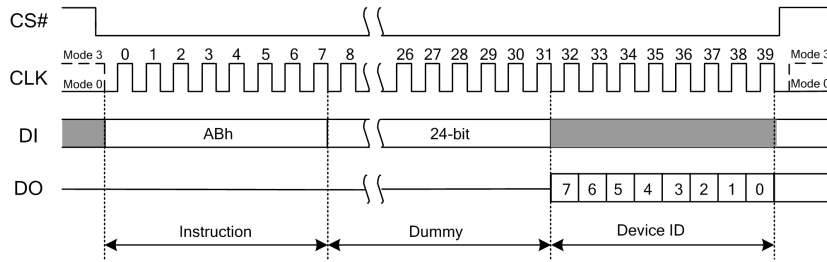 CS#
Mode 3 0 1 2 3 4 5 6 7 8 26 27 28 29 30 31 32 33 34 35 36 37 38 39 Mode 3
CLK
Mode 0 Mode 0
DI ABh 24-bit
DO 7 6 5 4 3 2 1 0
Instruction Dummy Device ID